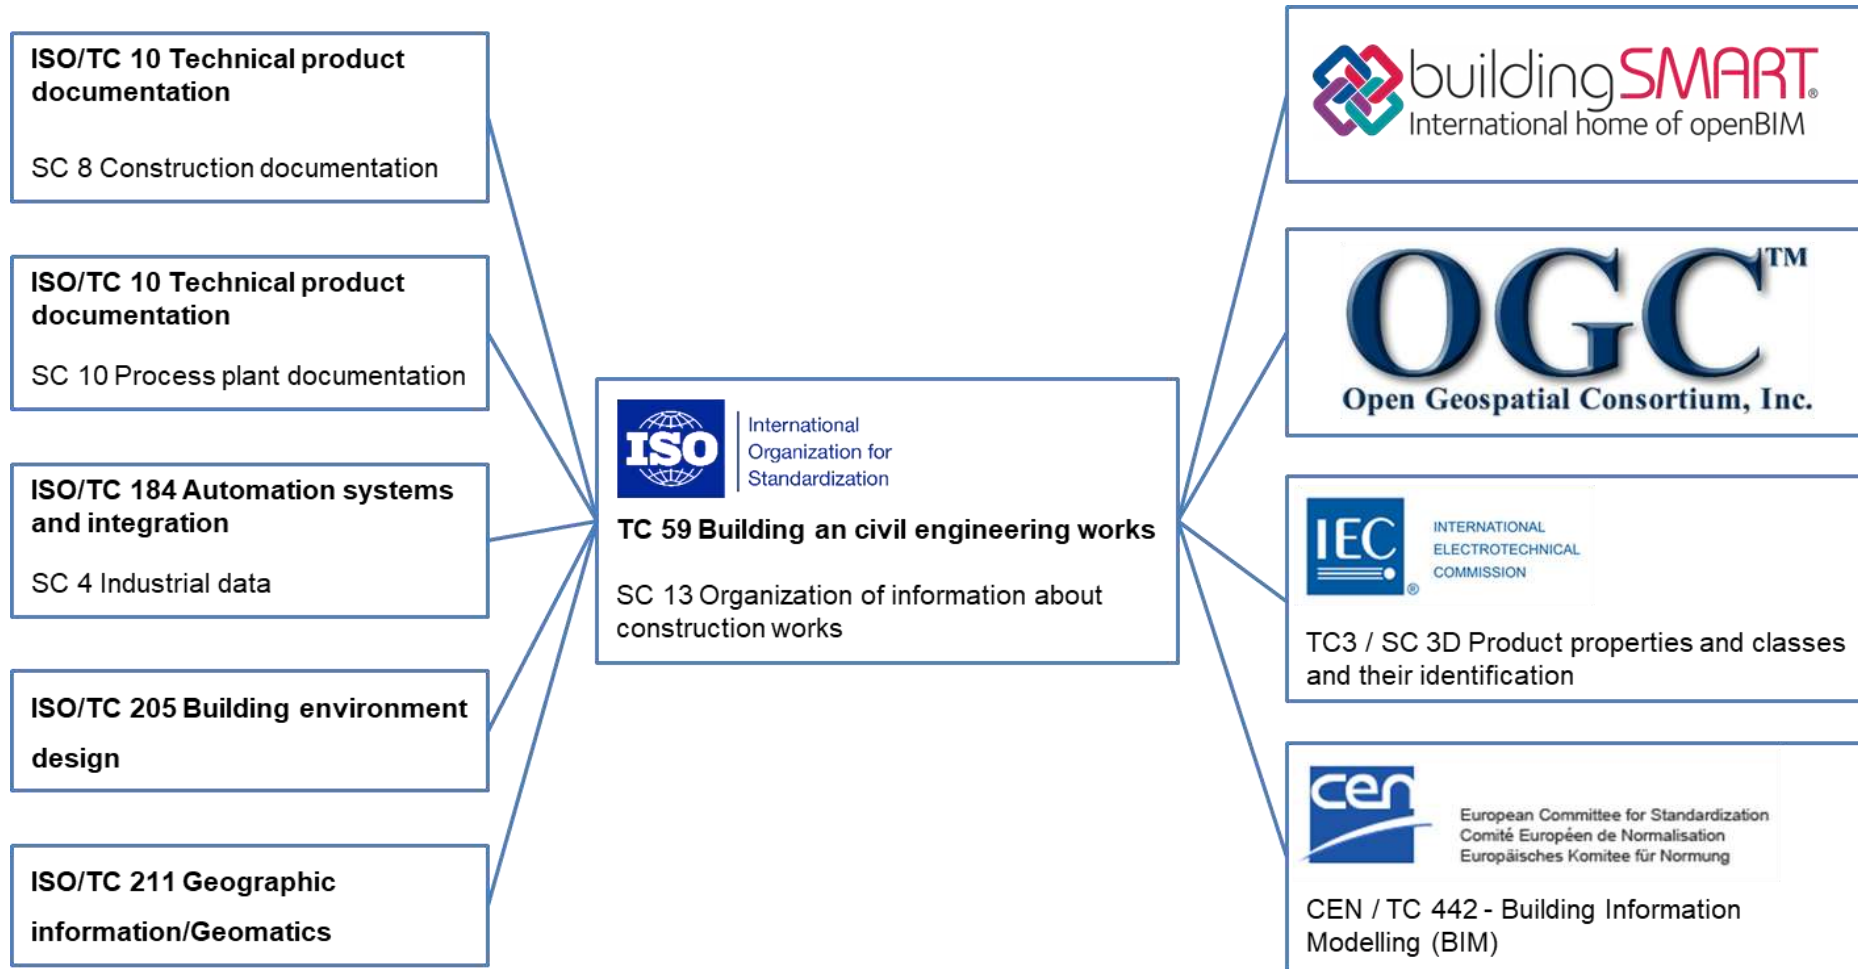 ISO/TC 10 Technical product
documentation
SC 8 Construction documentation
ISO/TC 10 Technical product
documentation
SC 10 Process plant documentation
ISO/TC 184 Automation systems
and integration
SC 4 Industrial data
ISO/TC 205 Building environment
design
ISO/TC 211 Geographic
information/Geomatics
ISO
International
Organization for
Standardization
TC 59 Building an civil engineering works
SC 13 Organization of information about
construction works
buildingSMART®
International home of openBIM
OGC™
Open Geospatial Consortium, Inc.
IEC®
INTERNATIONAL
ELECTROTECHNICAL
COMMISSION
TC3 / SC 3D Product properties and classes
and their identification
cen
European Committee for Standardization
Comité Européen de Normalisation
Europäisches Komitee für Normung
CEN / TC 442 - Building Information
Modelling (BIM)